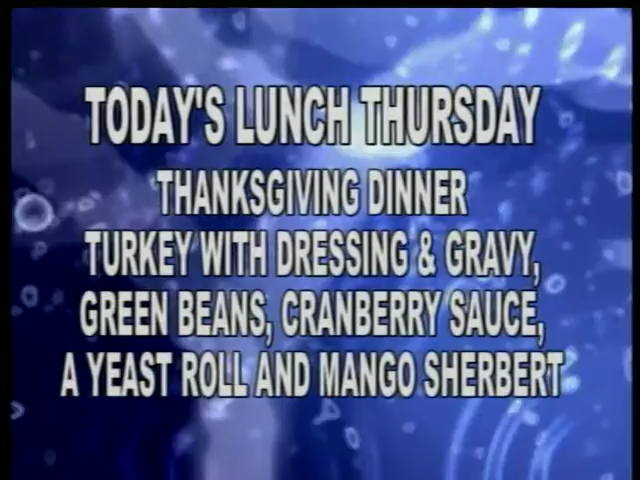 TODAY'S LUNCH THURSDAY
THANKSGIVING DINNER
TURKEY WITH DRESSING & GRAVY,
GREEN BEANS, CRANBERRY SAUCE,
A YEAST ROLL AND MANGO SHERBERT